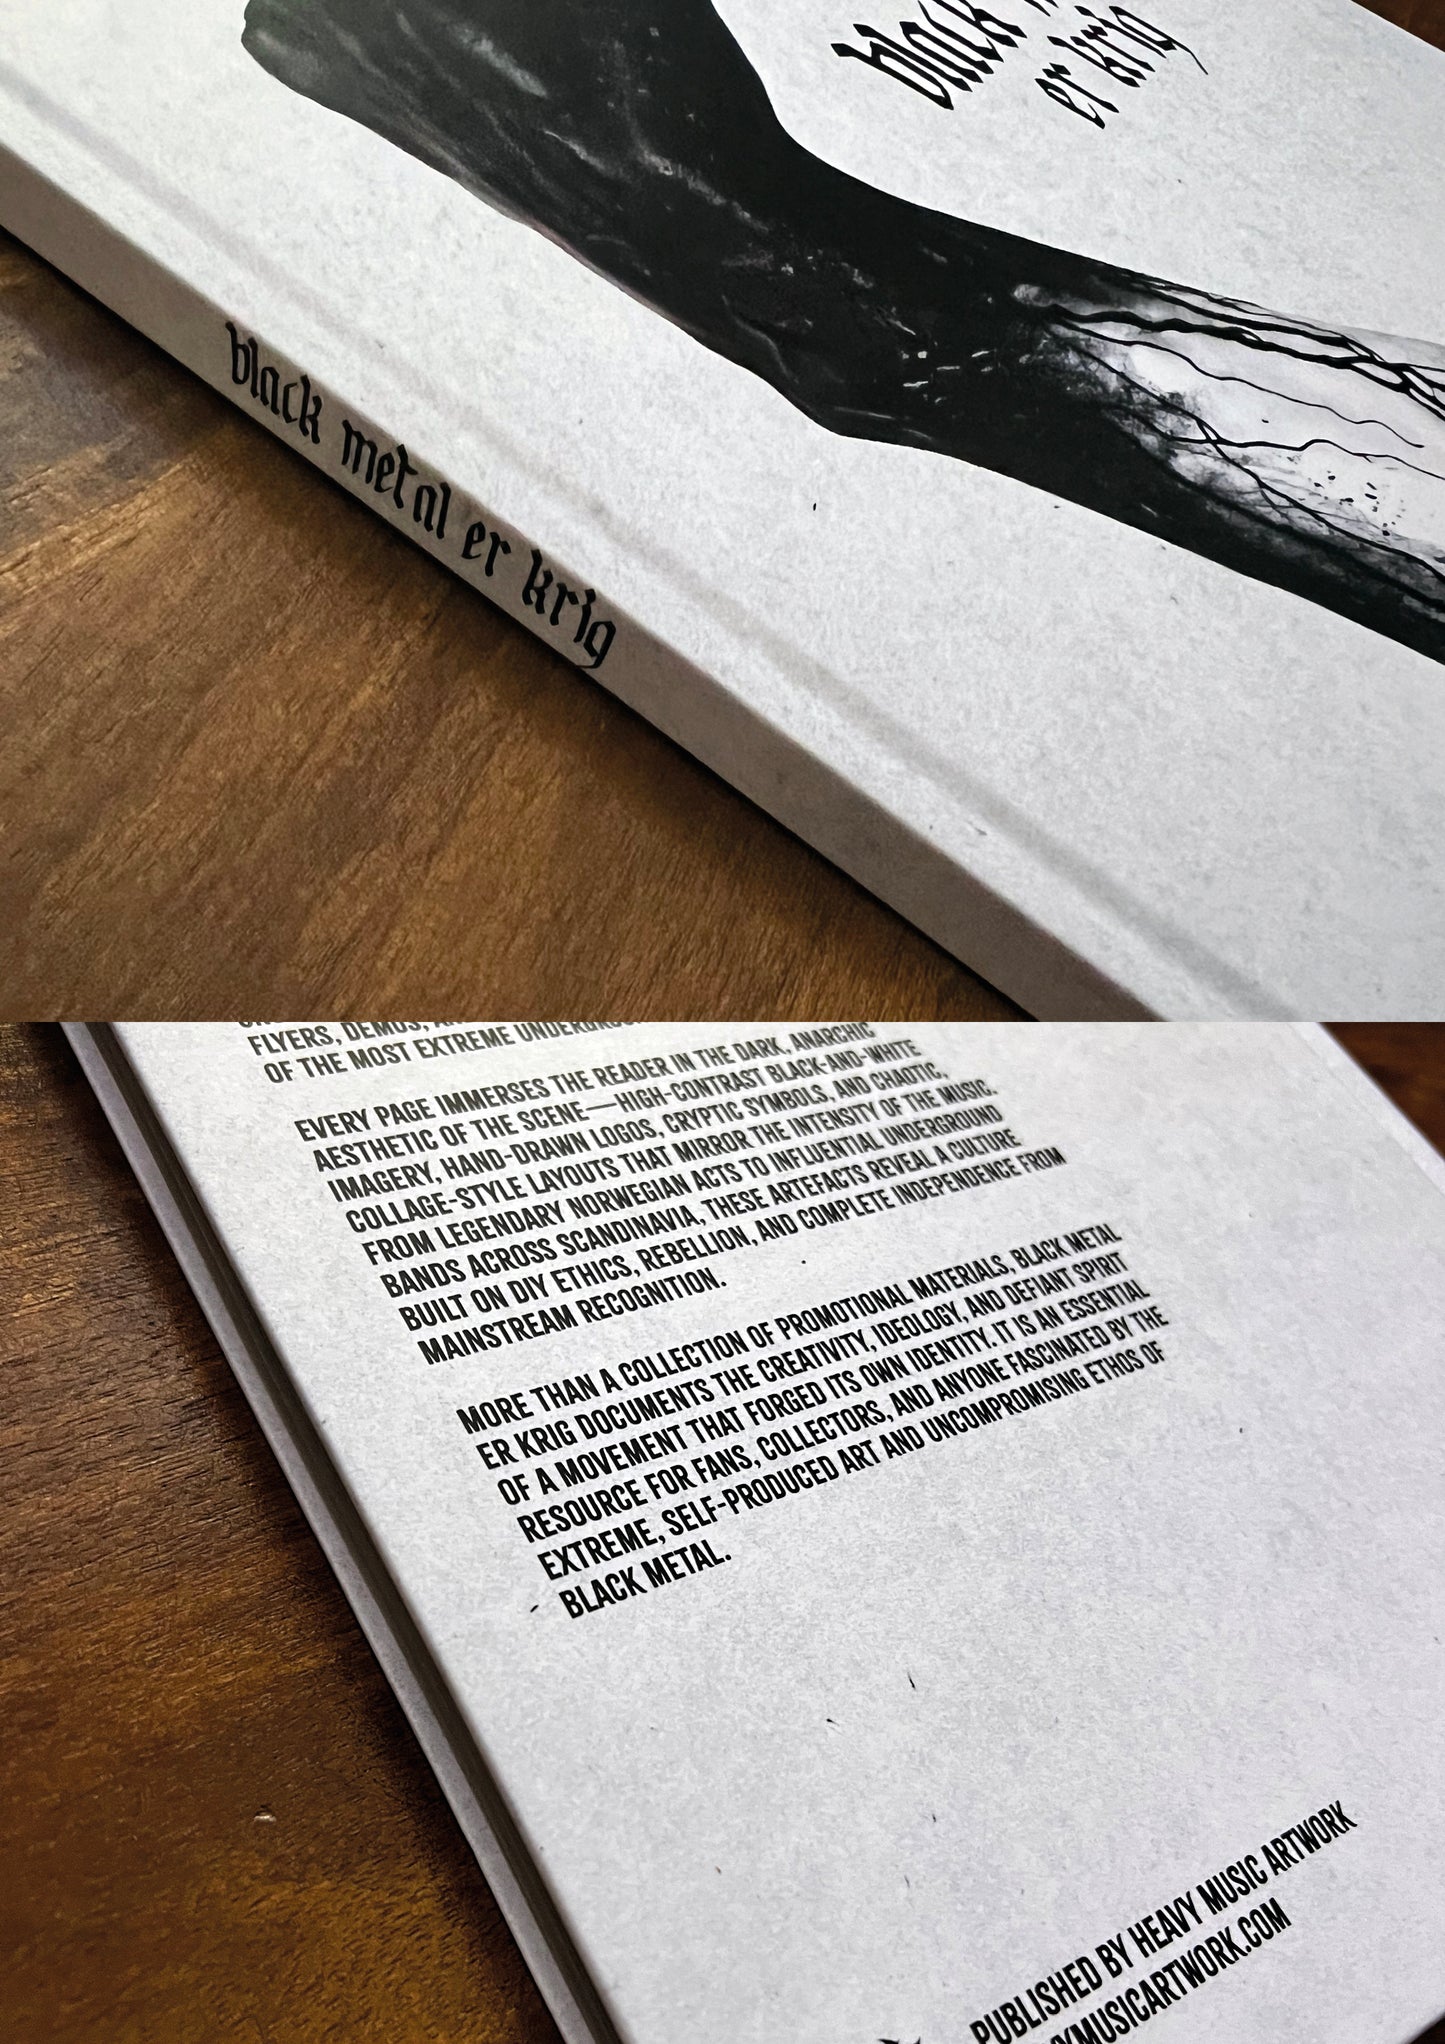 black
er krig
black metal er krig
FLYERS, DEMOS,
OF THE MOST EXTREME UNDERGROUND
EVERY PAGE IMMERSES THE READER IN THE DARK, ANARCHIC
AESTHETIC OF THE SCENE—HIGH-CONTRAST BLACK-AND-WHITE
IMAGERY, HAND-DRAWN LOGOS, CRYPTIC SYMBOLS, AND CHAOTIC,
COLLAGE-STYLE LAYOUTS THAT MIRROR THE INTENSITY OF THE MUSIC.
FROM LEGENDARY NORWEGIAN ACTS TO INFLUENTIAL UNDERGROUND
BANDS ACROSS SCANDINAVIA, THESE ARTEFACTS REVEAL A CULTURE
BUILT ON DIY ETHICS, REBELLION, AND COMPLETE INDEPENDENCE FROM
MAINSTREAM RECOGNITION.
MORE THAN A COLLECTION OF PROMOTIONAL MATERIALS, BLACK METAL
ER KRIG DOCUMENTS THE CREATIVITY, IDEOLOGY, AND DEFIANT SPIRIT
OF A MOVEMENT THAT FORGED ITS OWN IDENTITY. IT IS AN ESSENTIAL
RESOURCE FOR FANS, COLLECTORS, AND ANYONE FASCINATED BY THE
EXTREME, SELF-PRODUCED ART AND UNCOMPROMISING ETHOS OF
BLACK METAL.
PUBLISHED BY HEAVY MUSIC ARTWORK
YMUSICARTWORK.COM